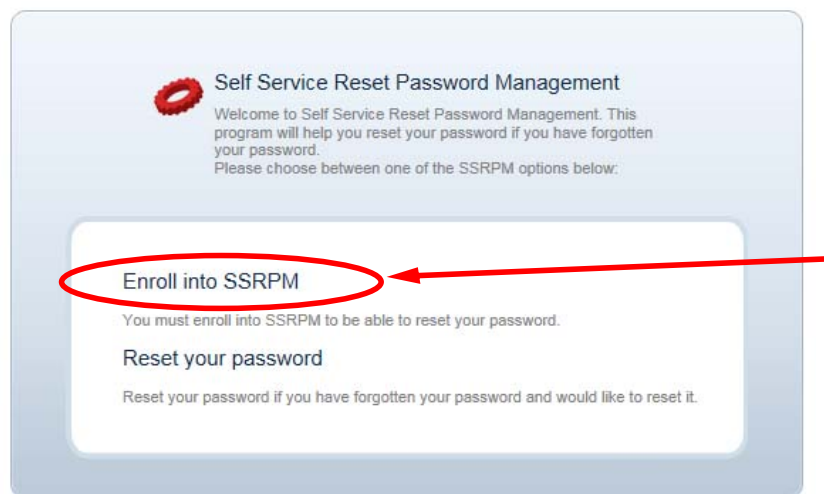 Self Service Reset Password Management
Welcome to Self Service Reset Password Management. This
program will help you reset your password if you have forgotten
your password.
Please choose between one of the SSRPM options below:
Enroll into SSRPM
You must enroll into SSRPM to be able to reset your password.
Reset your password
Reset your password if you have forgotten your password and would like to reset it.